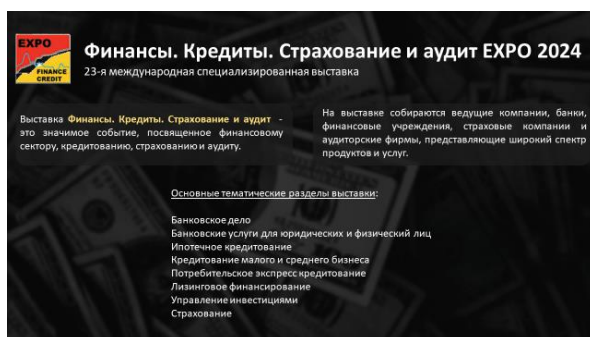 EXPO
FINANCE
CREDIT
Финансы. Кредиты. Страхование и аудит EXPO 2024
23-я международная специализированная выставка
Выставка Финансы. Кредиты. Страхование и аудит -
это значимое событие, посвященное финансовому
сектору, кредитованию, страхованию и аудиту.
На выставке собираются ведущие компании, банки,
финансовые учреждения, страховые компании и
аудиторские фирмы, представляющие широкий спектр
продуктов и услуг.
Основные тематические разделы выставки:
Банковское дело
Банковские услуги для юридических и физический лиц
Ипотечное кредитование
Кредитование малого и среднего бизнеса
Потребительское экспресс кредитование
Лизинговое финансирование
Управление инвестициями
Страхование